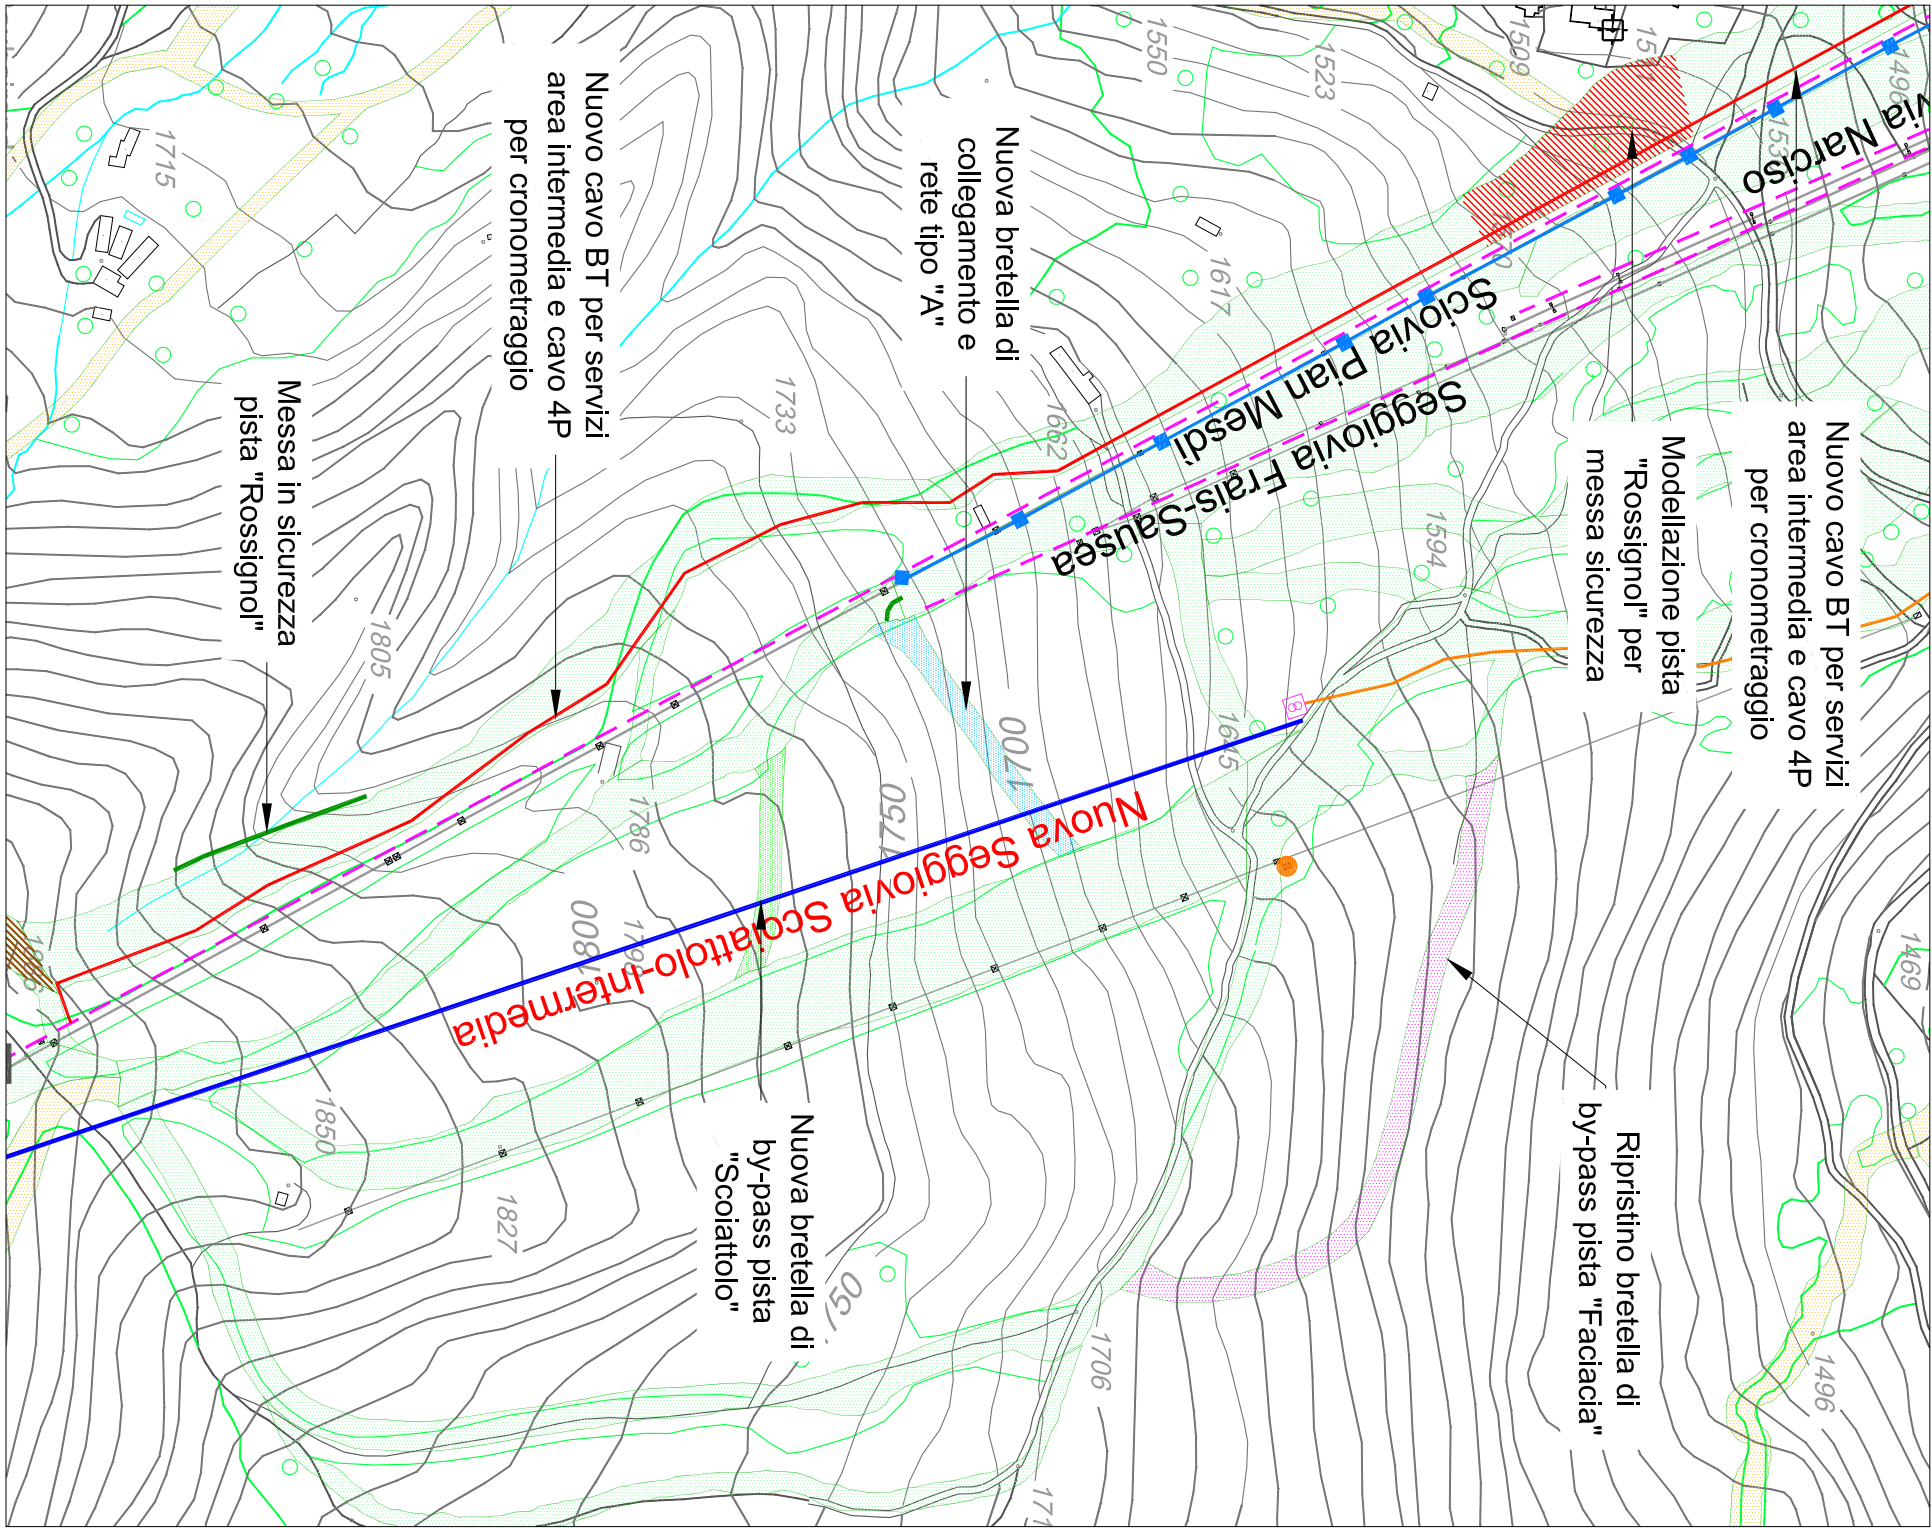 Nuovo cavo BT per servizi
area intermedia e cavo 4P
per cronometraggio
Modellazione pista
"Rossignol" per
messa sicurezza
Nuova bretella di
collegamento e
rete tipo "A"
Nuovo cavo BT per servizi
area intermedia e cavo 4P
per cronometraggio
Messa in sicurezza
pista "Rossignol"
Ripristino bretella di
by-pass pista "Faciacia"
Nuova bretella di
by-pass pista
"Scoiattolo"
via Narciso
Sciovia Pian Mesdì
Seggiovia Frais-Sausea
Nuova Seggiovia Scoiattolo-Intermedia
1496
1509
1523
1550
1617
1662
1733
1715
1805
1594
1645
1700
1750
1786
1798
1800
1850
1827
1750
1706
1469
1496